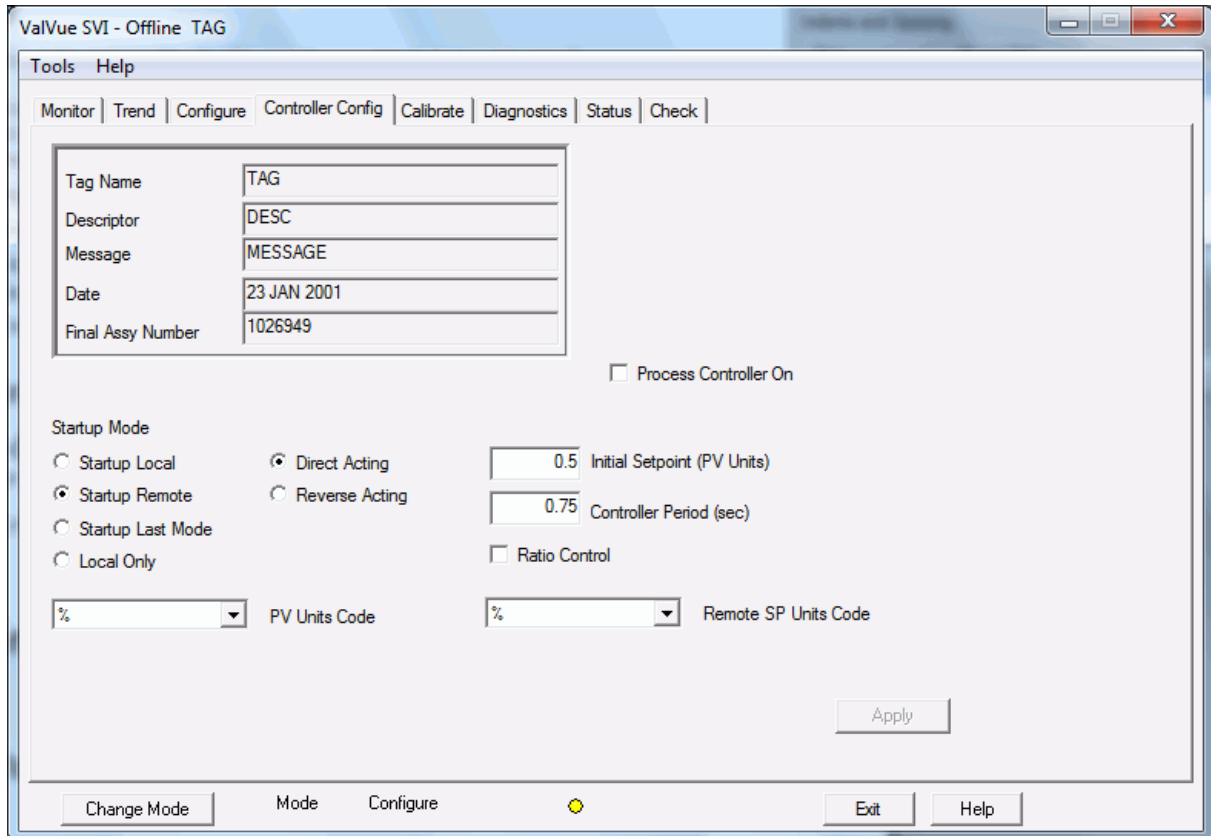 ValVue SVI - Offline TAG
Tools Help
Monitor Trend Configure Controller Config Calibrate Diagnostics Status Check
Tag Name TAG
Descriptor DESC
Message MESSAGE
Date 23 JAN 2001
Final Assy Number 1026949
Process Controller On
Startup Mode
Startup Local Direct Acting 0.5 Initial Setpoint (PV Units)
Startup Remote Reverse Acting 0.75 Controller Period (sec)
Startup Last Mode
Local Only Ratio Control
% PV Units Code % Remote SP Units Code
Apply
Change Mode Mode Configure Exit Help